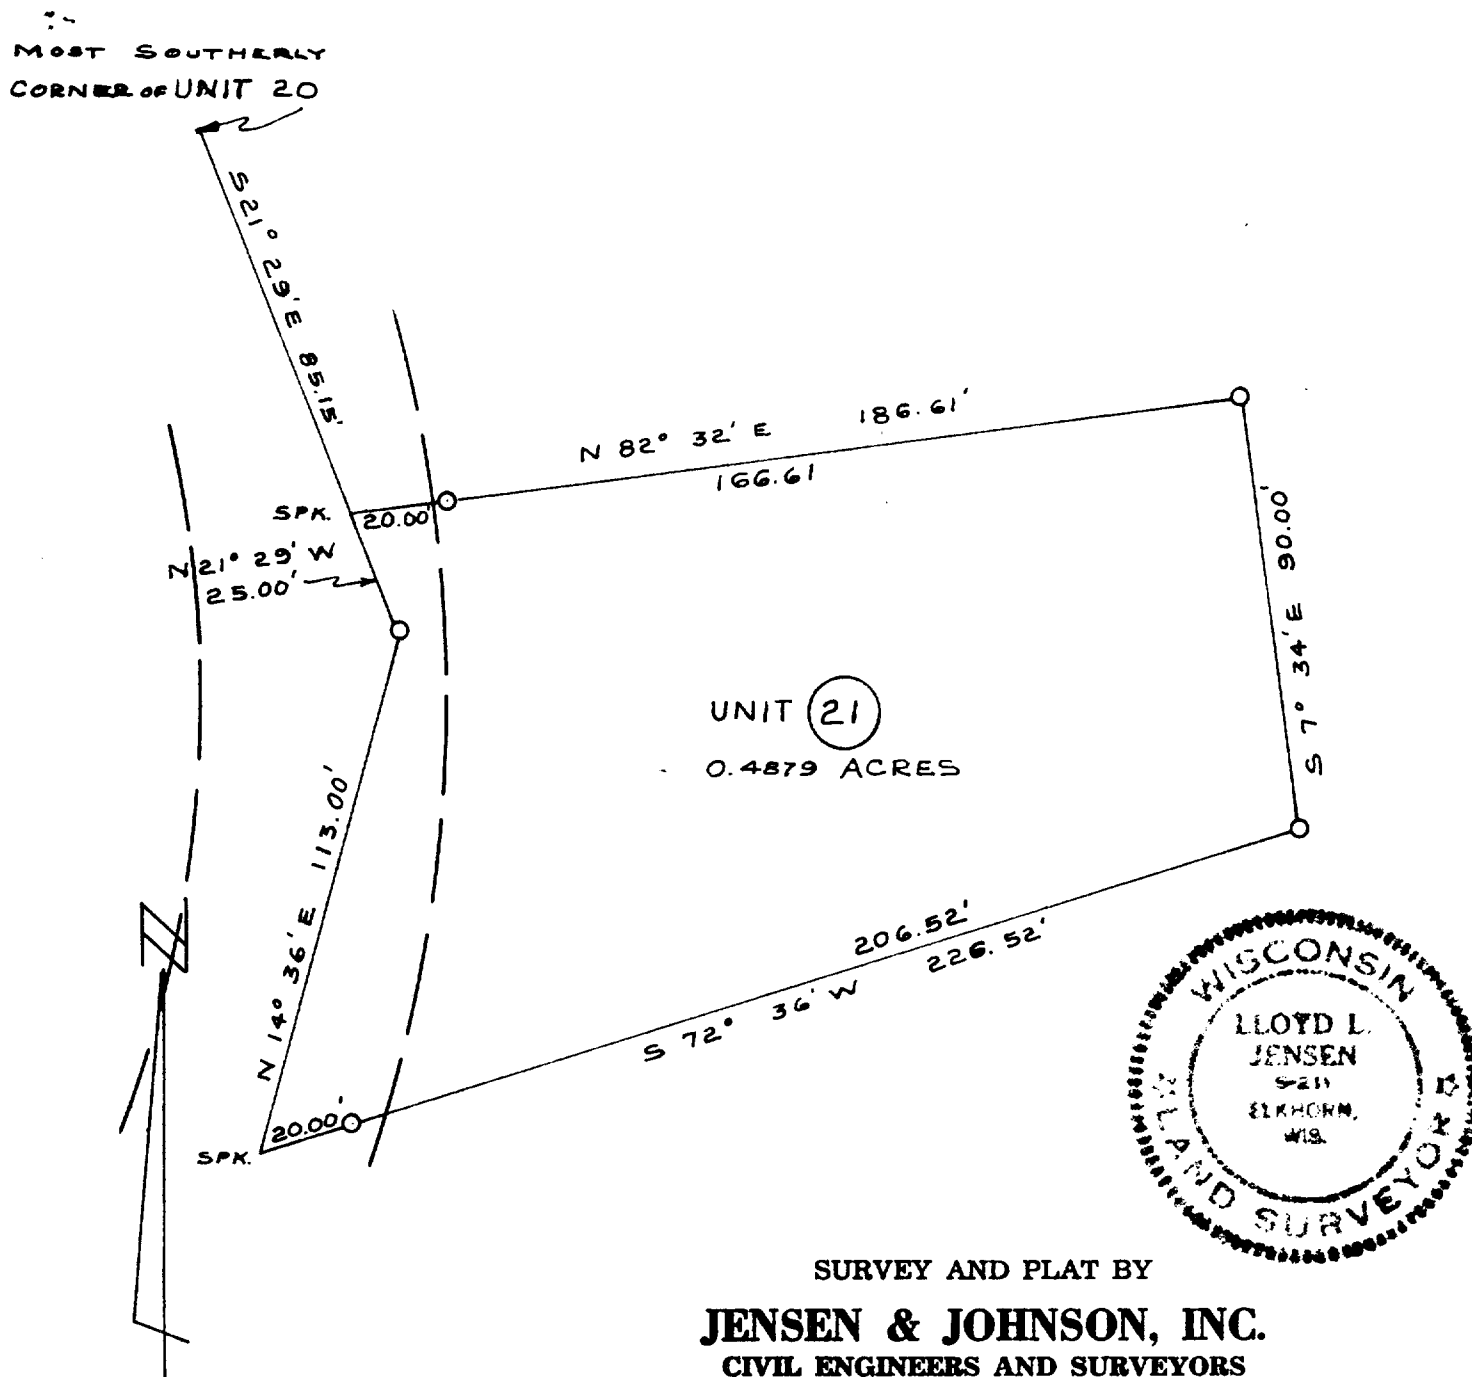 MOST SOUTHERLY
CORNER OF UNIT 20
S 21° 29' E 85.15'
N 82° 32' E 186.61'
166.61
SPK.
20.00'
N 21° 29' W
25.00'
S 7° 34' E 90.00'
UNIT 21
0.4879 ACRES
N 14° 36' E 113.00'
206.52'
S 72° 36' W 226.52'
20.00'
SPK.
N
WISCONSIN
LLOYD L.
JENSEN
S-211
ELKHORN,
WIS.
LAND SURVEYOR
SURVEY AND PLAT BY
JENSEN & JOHNSON, INC.
CIVIL ENGINEERS AND SURVEYORS